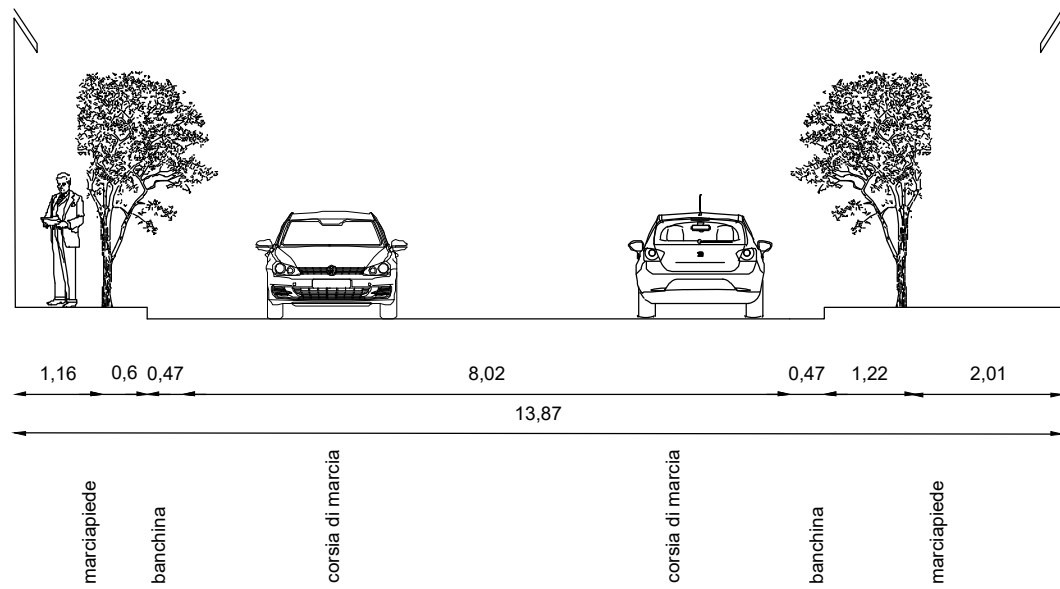 1,16 0,6 0,47 8,02 0,47 1,22 2,01
13,87
marciapiede
banchina
corsia di marcia
corsia di marcia
banchina
marciapiede